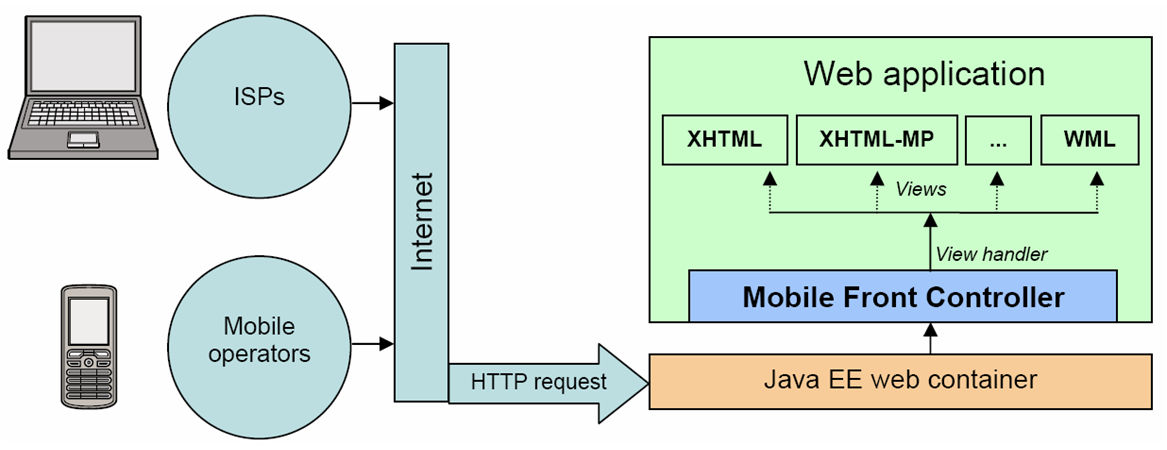 ISPs
Mobile
operators
Internet
HTTP request
Web application
XHTML
XHTML-MP
...
WML
Views
View handler
Mobile Front Controller
Java EE web container